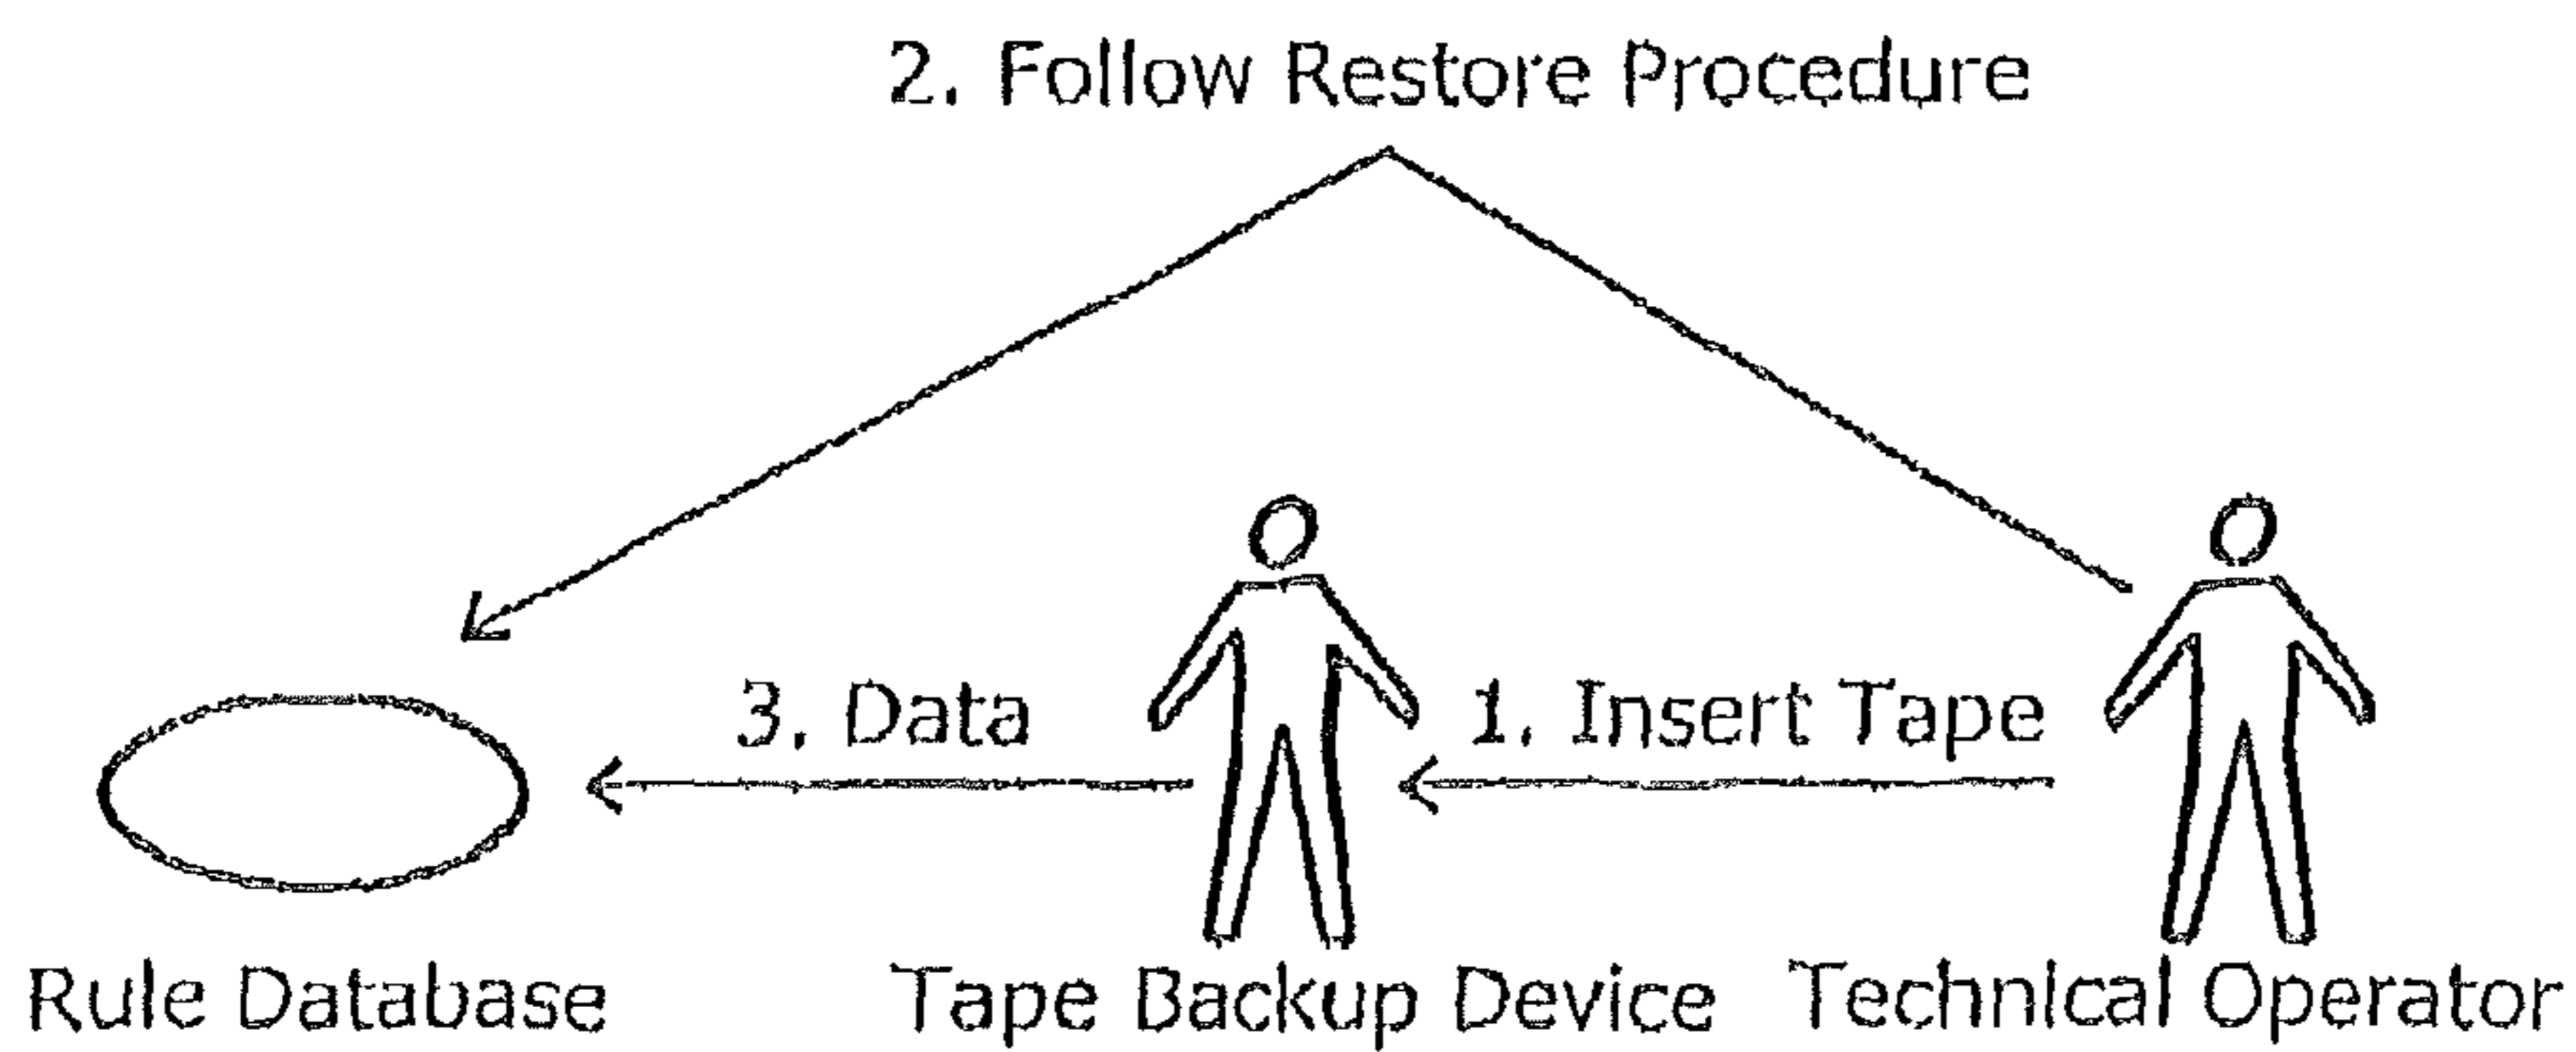 2. Follow Restore Procedure
3. Data
1. Insert Tape
Rule Database
Tape Backup Device
Technical Operator